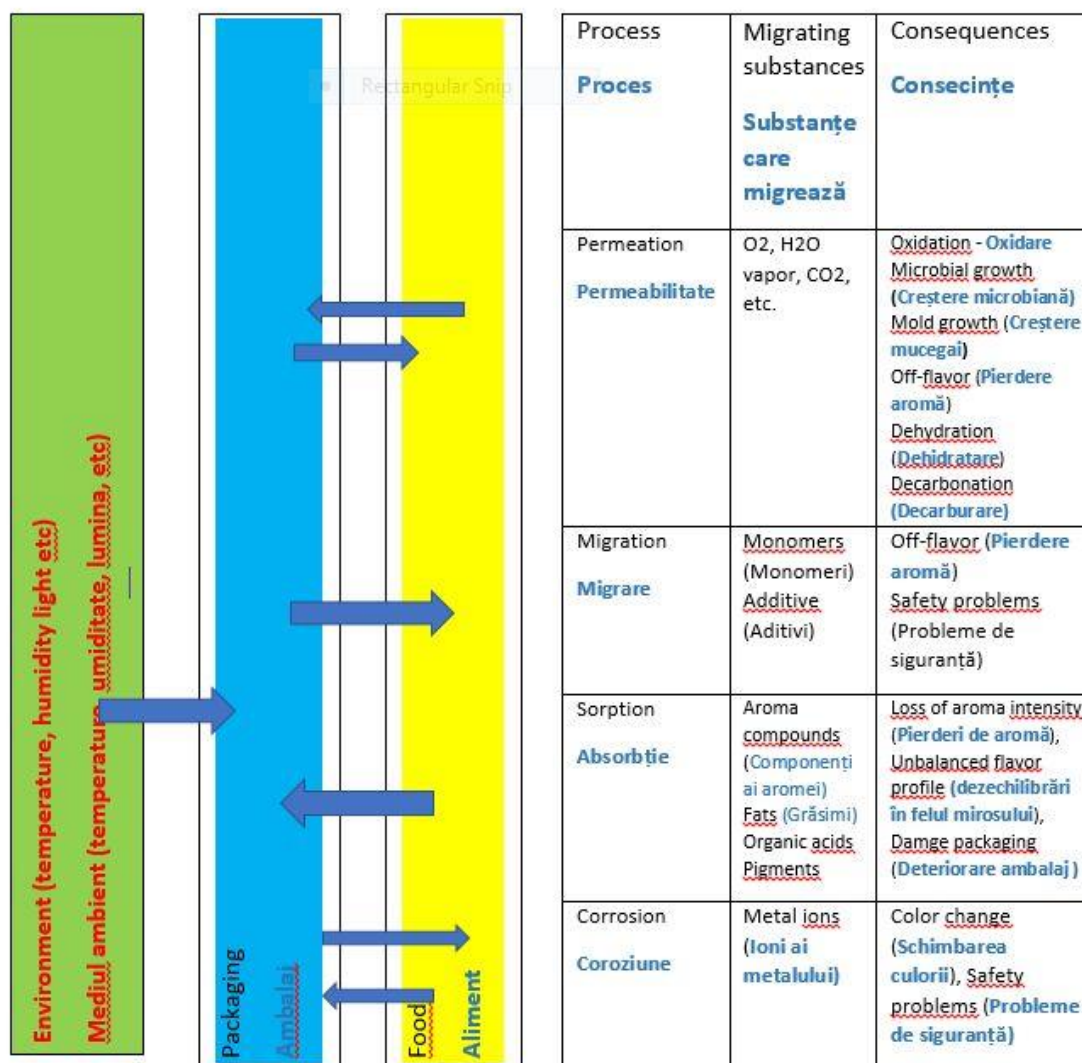 Environment (temperature, humidity light etc)
Mediul ambient (temperature, umiditate, lumina, etc)
Packaging
Ambalaj
Food
Aliment
Rectangular Snip
Process
Proces
Migrating
substances
Substanțe
care
migrează
Consequences
Consecințe
Permeation
Permeabilitate
O2, H2O
vapor, CO2,
etc.
Oxidation - Oxidare
Microbial growth
(Creștere microbiană)
Mold growth (Creștere
mucegai)
Off-flavor (Pierdere
aromă)
Dehydration
(Dehidratare)
Decarbonation
(Decarburare)
Migration
Migrare
Monomers
(Monomeri)
Additive
(Aditivi)
Off-flavor (Pierdere
aromă)
Safety problems
(Probleme de
siguranță)
Sorption
Absorbție
Aroma
compounds
(Componenți
ai aromei)
Fats (Grăsimi)
Organic acids
Pigments
Loss of aroma intensity
(Pierderi de aromă),
Unbalanced flavor
profile (dezechilibrări
în felul mirosului),
Damge packaging
(Deteriorare ambalaj)
Corrosion
Coroziune
Metal ions
(Ioni ai
metalului)
Color change
(Schimbarea
culorii), Safety
problems (Probleme
de siguranță)